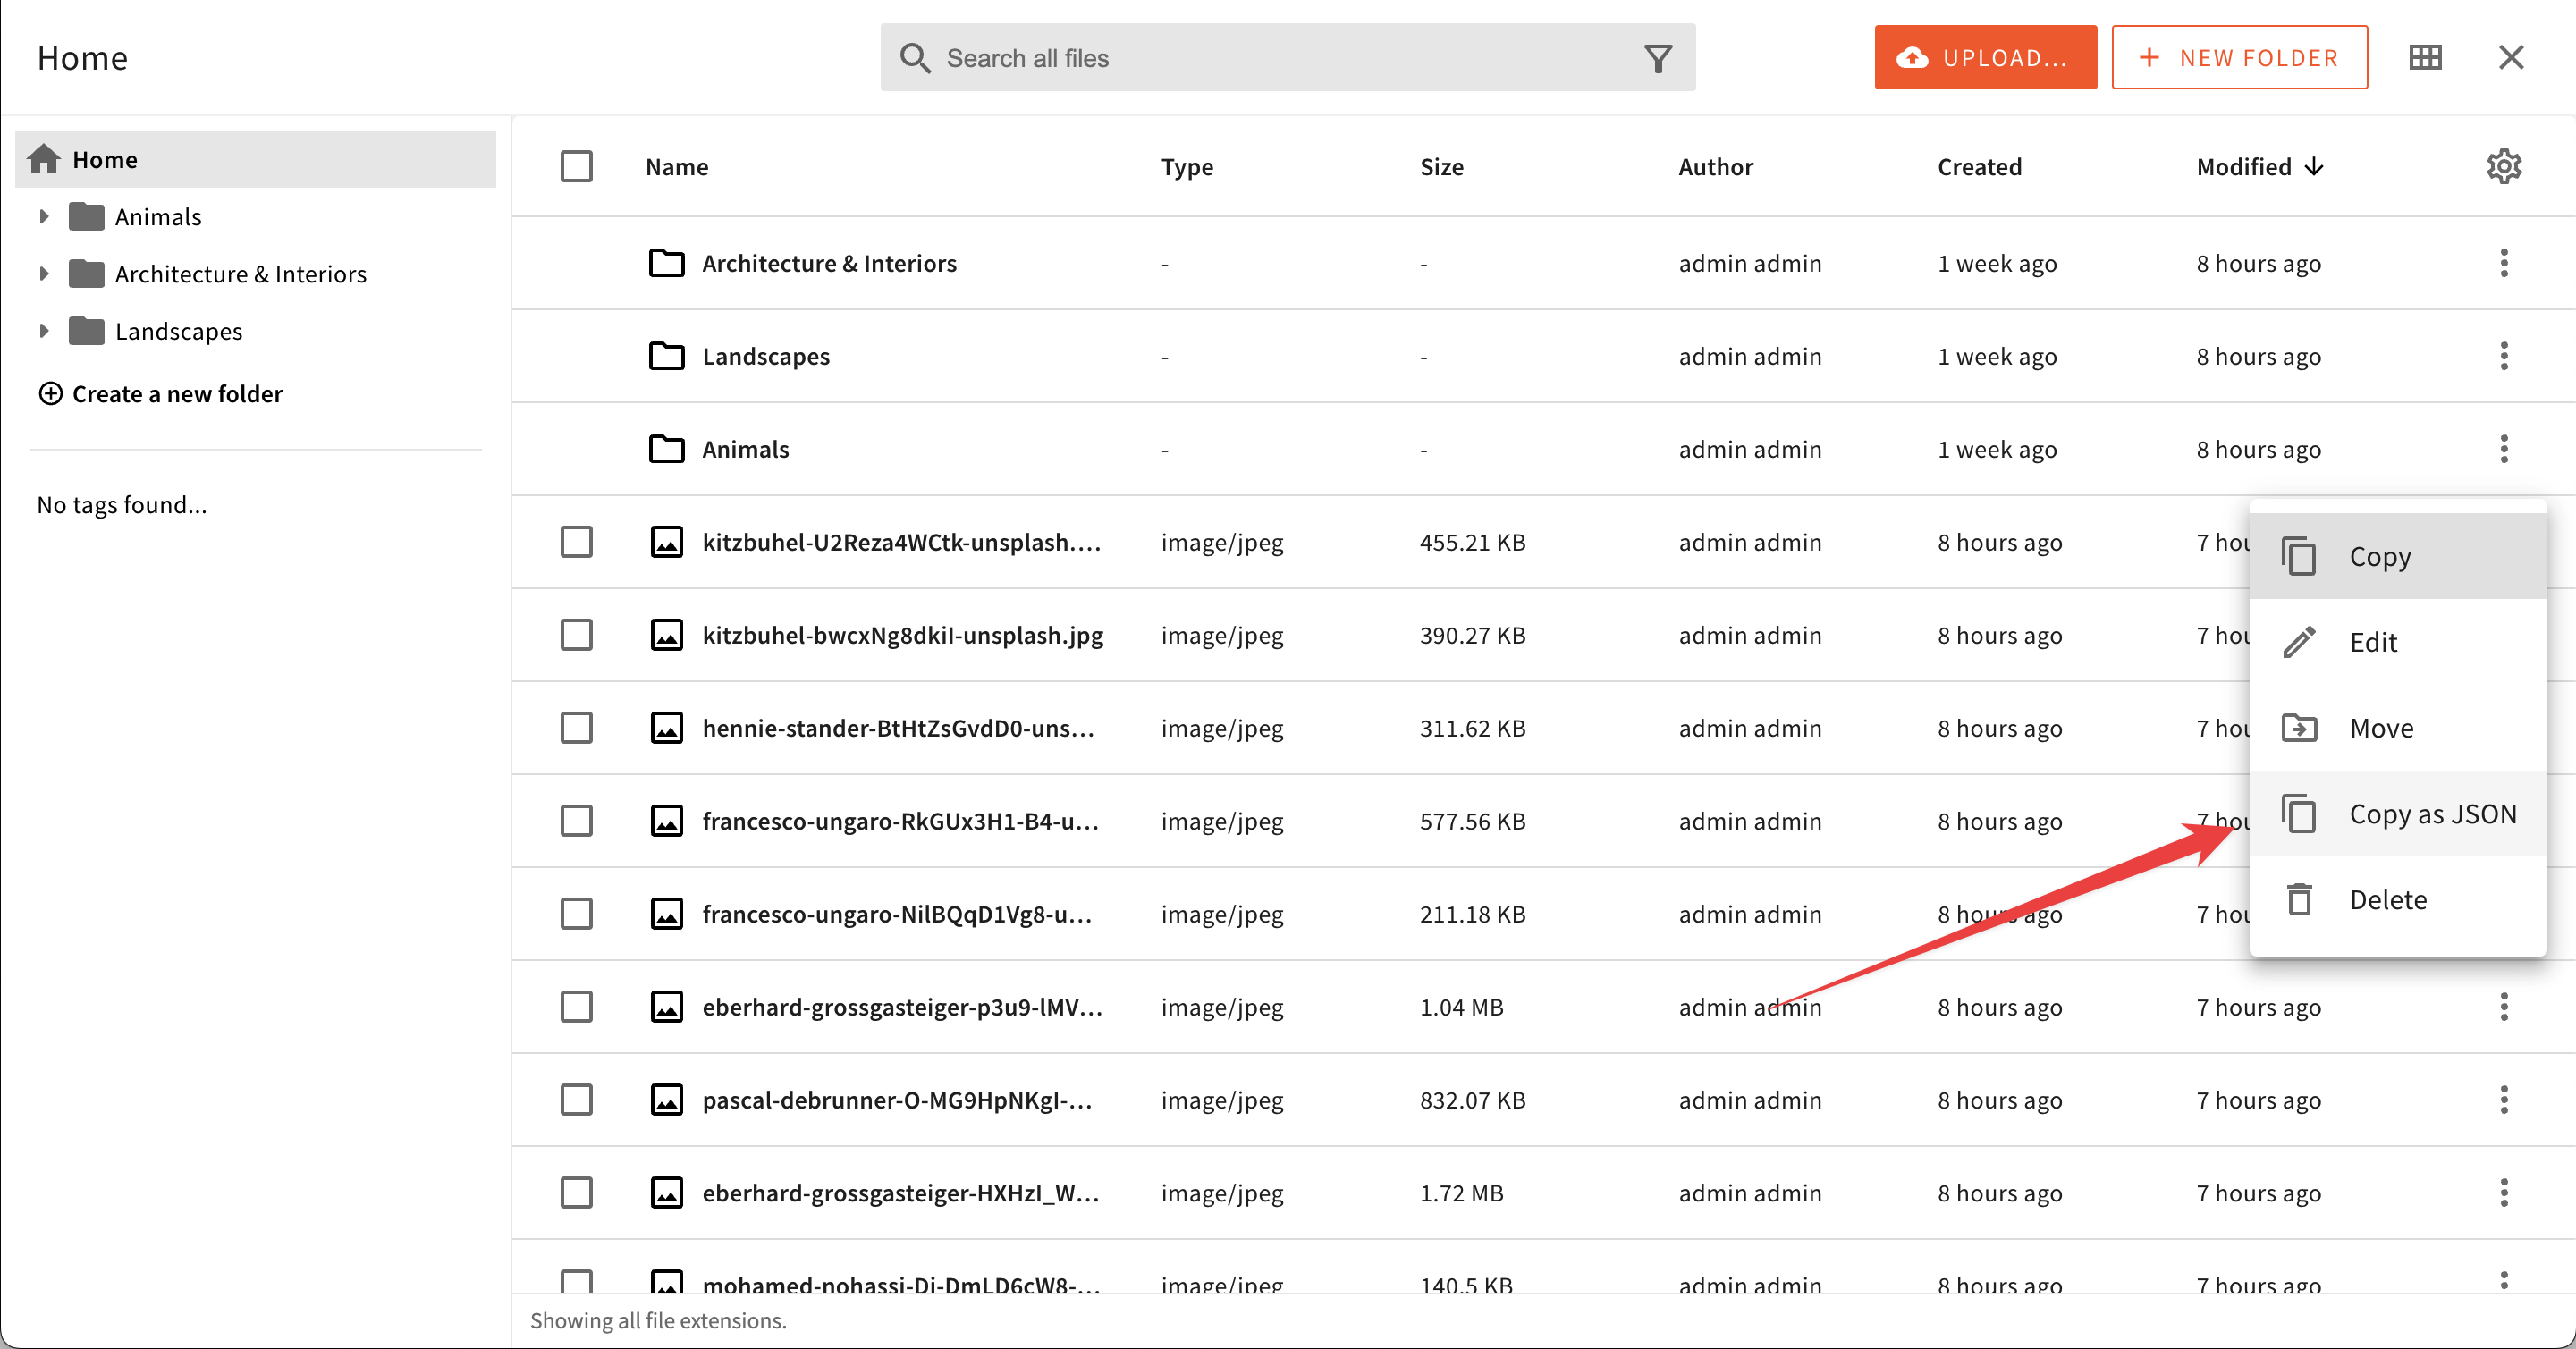 Home
Search all files
UPLOAD...
NEW FOLDER
Home
Animals
Architecture & Interiors
Landscapes
Create a new folder
No tags found...
Name Type Size Author Created Modified
Architecture & Interiors - - admin admin 1 week ago 8 hours ago
Landscapes - - admin admin 1 week ago 8 hours ago
Animals - - admin admin 1 week ago 8 hours ago
kitzbuhel-U2Reza4WCtk-unsplash.... image/jpeg 455.21 KB admin admin 8 hours ago 7 hou
kitzbuhel-bwcxNg8dkiI-unsplash.jpg image/jpeg 390.27 KB admin admin 8 hours ago 7 hou
hennie-stander-BtHtZsGvdD0-uns... image/jpeg 311.62 KB admin admin 8 hours ago 7 hou
francesco-ungaro-RkGUx3H1-B4-u... image/jpeg 577.56 KB admin admin 8 hours ago 7 hou
francesco-ungaro-NilBQqD1Vg8-u... image/jpeg 211.18 KB admin admin 8 hours ago 7 hou
eberhard-grossgasteiger-p3u9-lMV... image/jpeg 1.04 MB admin admin 8 hours ago 7 hours ago
pascal-debrunner-O-MG9HpNKgI-... image/jpeg 832.07 KB admin admin 8 hours ago 7 hours ago
eberhard-grossgasteiger-HXHzI_W... image/jpeg 1.72 MB admin admin 8 hours ago 7 hours ago
mohamed-nohassi-Di-DmLD6cW8-... image/jpeg 140.5 KB admin admin 8 hours ago 7 hours ago
Copy
Edit
Move
Copy as JSON
Delete
Showing all file extensions.